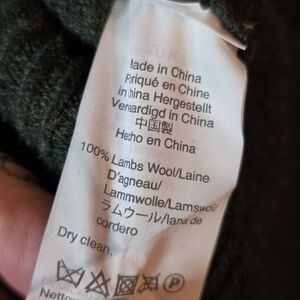 Made in China
Fabriqué en Chine
in China Hergestellt
Vervaardigd in China
中国製
Hecho en China
100% Lambs Wool/Laine
D'agneau/
Lammwolle/Lamswol/
ラムウール/lana de
cordero
Dry clean.
P